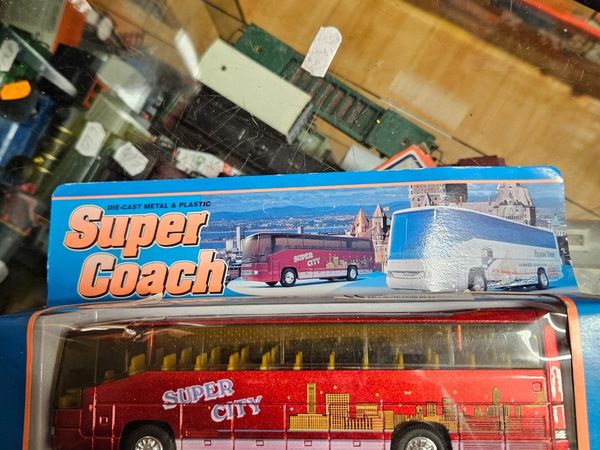 DIE-CAST METAL & PLASTIC
Super
Coach
SUPER
CITY
SUPER
CITY